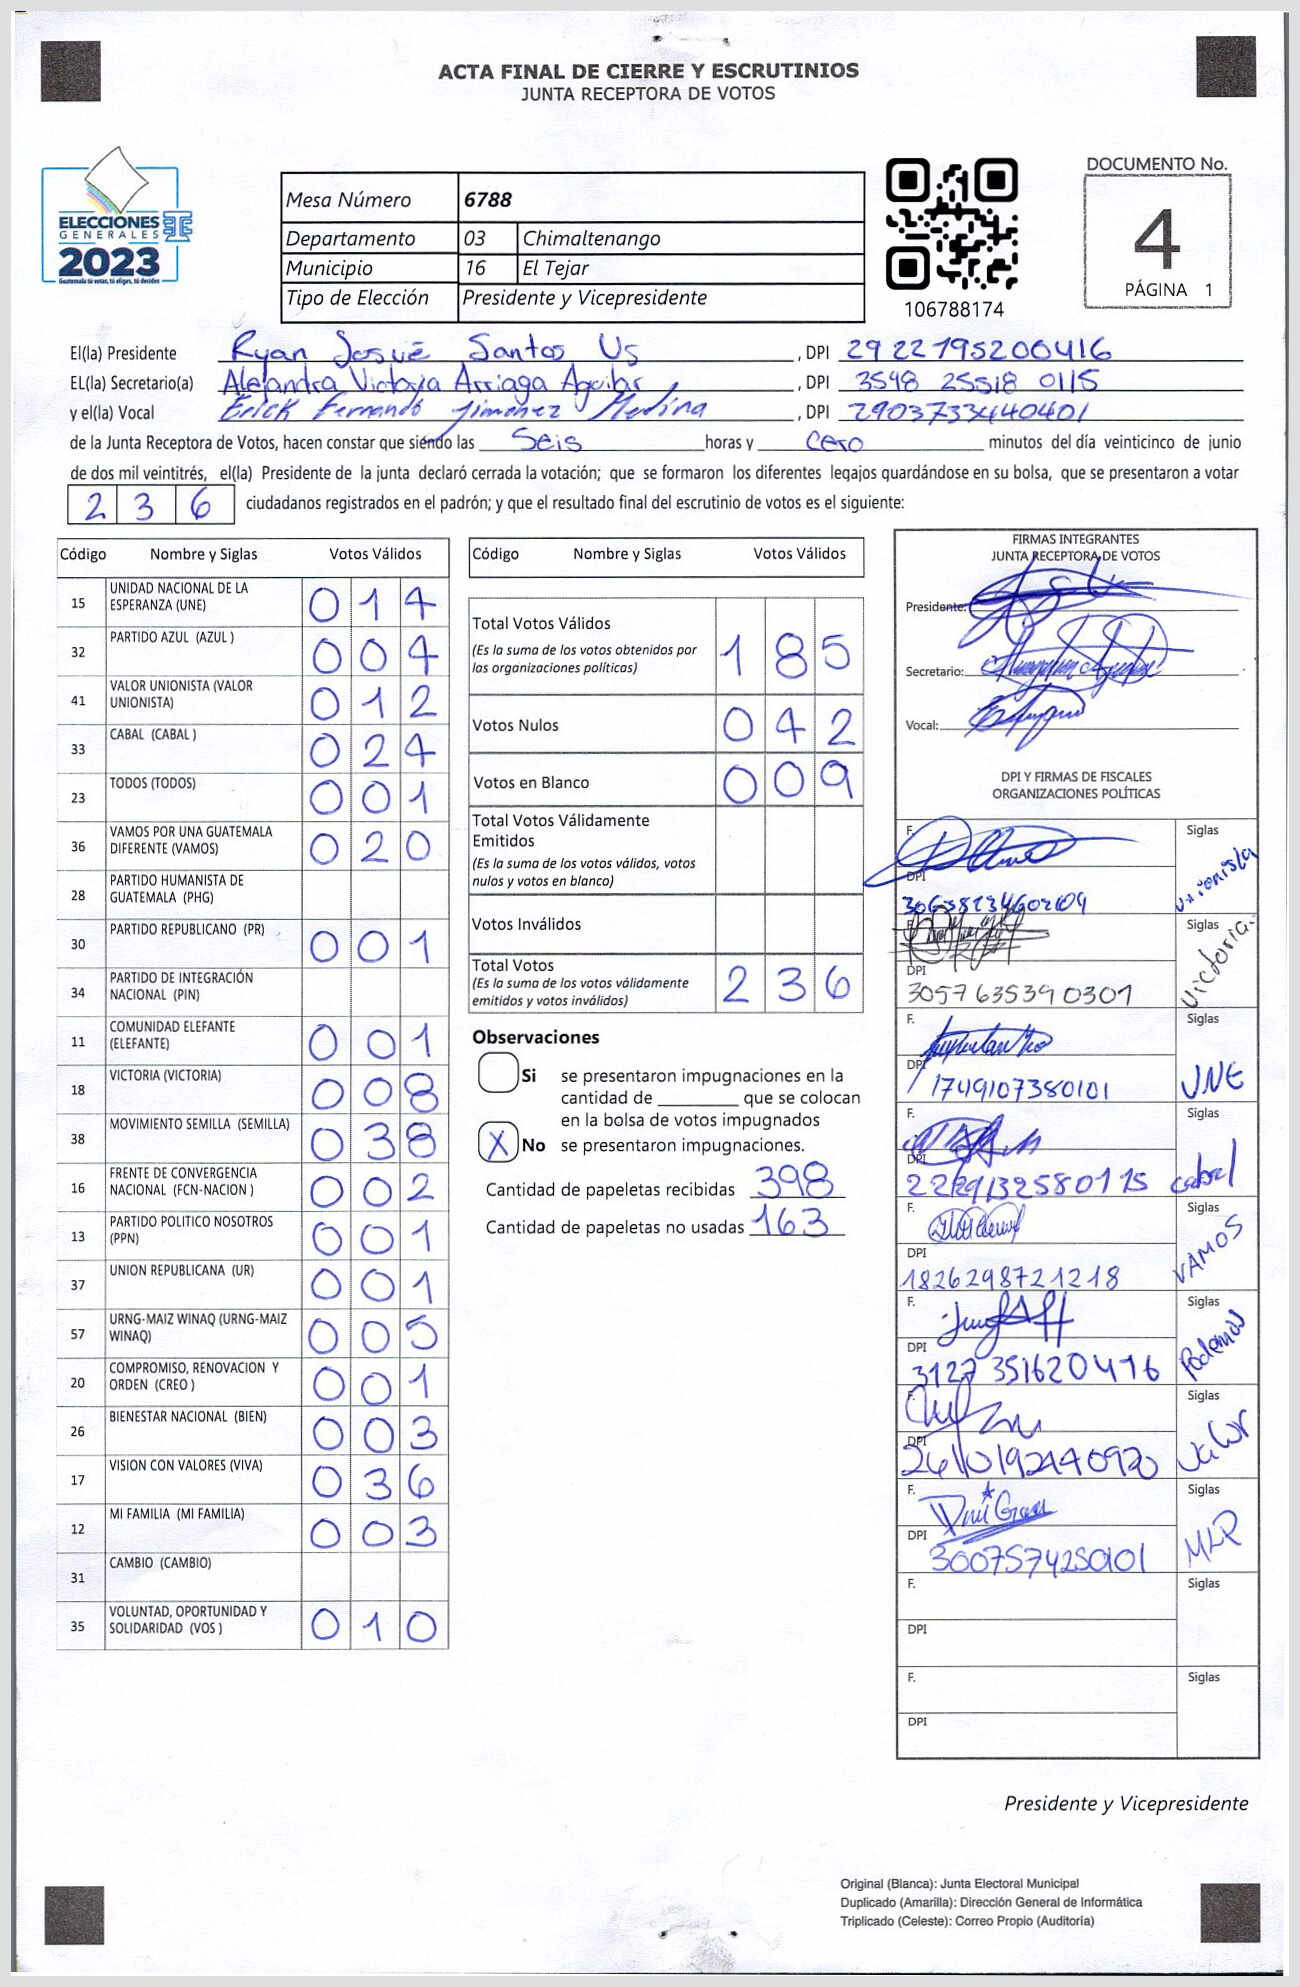 ACTA FINAL DE CIERRE Y ESCRUTINIOS
JUNTA RECEPTORA DE VOTOS
ELECCIONES
GENERALES
2023
Guatemala tú votas, tú eliges, tú decides
Mesa Número 6788
Departamento 03 Chimaltenango
Municipio 16 El Tejar
Tipo de Elección Presidente y Vicepresidente
106788174
DOCUMENTO No.
4
PÁGINA 1
El(la) Presidente Ryan Josué Santos Us , DPI 29 22 195200416
EL(la) Secretario(a) Alejandra Victoria Arriaga Aguilar , DPI 3548 25518 0115
y el(la) Vocal Erick Fernando Jimenez Medina , DPI 2903733440401
de la Junta Receptora de Votos, hacen constar que siendo las Seis horas y Cero minutos del día veinticinco de junio
de dos mil veintitrés, el(la) Presidente de la junta declaró cerrada la votación; que se formaron los diferentes legajos guardándose en su bolsa, que se presentaron a votar
2 3 6 ciudadanos registrados en el padrón; y que el resultado final del escrutinio de votos es el siguiente:
Código Nombre y Siglas Votos Válidos
15 UNIDAD NACIONAL DE LA ESPERANZA (UNE) 0 1 4
32 PARTIDO AZUL (AZUL ) 0 0 4
41 VALOR UNIONISTA (VALOR UNIONISTA) 0 1 2
33 CABAL (CABAL ) 0 2 4
23 TODOS (TODOS) 0 0 1
36 VAMOS POR UNA GUATEMALA DIFERENTE (VAMOS) 0 2 0
28 PARTIDO HUMANISTA DE GUATEMALA (PHG)
30 PARTIDO REPUBLICANO (PR) 0 0 1
34 PARTIDO DE INTEGRACIÓN NACIONAL (PIN)
11 COMUNIDAD ELEFANTE (ELEFANTE) 0 0 1
18 VICTORIA (VICTORIA) 0 0 8
38 MOVIMIENTO SEMILLA (SEMILLA) 0 3 8
16 FRENTE DE CONVERGENCIA NACIONAL (FCN-NACION ) 0 0 2
13 PARTIDO POLITICO NOSOTROS (PPN) 0 0 1
37 UNION REPUBLICANA (UR) 0 0 1
57 URNG-MAIZ WINAQ (URNG-MAIZ WINAQ) 0 0 5
20 COMPROMISO, RENOVACION Y ORDEN (CREO ) 0 0 1
26 BIENESTAR NACIONAL (BIEN) 0 0 3
17 VISION CON VALORES (VIVA) 0 3 6
12 MI FAMILIA (MI FAMILIA) 0 0 3
31 CAMBIO (CAMBIO)
35 VOLUNTAD, OPORTUNIDAD Y SOLIDARIDAD (VOS ) 0 1 0
Código Nombre y Siglas Votos Válidos
Total Votos Válidos 1 8 5
(Es la suma de los votos obtenidos por
las organizaciones políticas)
Votos Nulos 0 4 2
Votos en Blanco 0 0 9
Total Votos Válidamente
Emitidos
(Es la suma de los votos válidos, votos
nulos y votos en blanco)
Votos Inválidos
Total Votos 2 3 6
(Es la suma de los votos válidamente
emitidos y votos inválidos)
Observaciones
Si se presentaron impugnaciones en la
cantidad de ________ que se colocan
en la bolsa de votos impugnados
X No se presentaron impugnaciones.
Cantidad de papeletas recibidas 398
Cantidad de papeletas no usadas 163
FIRMAS INTEGRANTES
JUNTA RECEPTORA DE VOTOS
Presidente:
Secretario:
Vocal:
DPI Y FIRMAS DE FISCALES
ORGANIZACIONES POLÍTICAS
F. Siglas
DPI Unionista
F. Siglas
DPI Victoria.
3057635390301
F. Siglas
DPI UNE
1749107380101
F. Siglas
DPI cabal
F. Siglas
DPI VAMOS
1826298721218
F. Siglas
DPI Podemos
3127 351620416
F. Siglas
DPI Valor
F. Siglas
DPI MLP
F. Siglas
DPI
F. Siglas
DPI
Presidente y Vicepresidente
Original (Blanca): Junta Electoral Municipal
Duplicado (Amarilla): Dirección General de Informática
Triplicado (Celeste): Correo Propio (Auditoría)